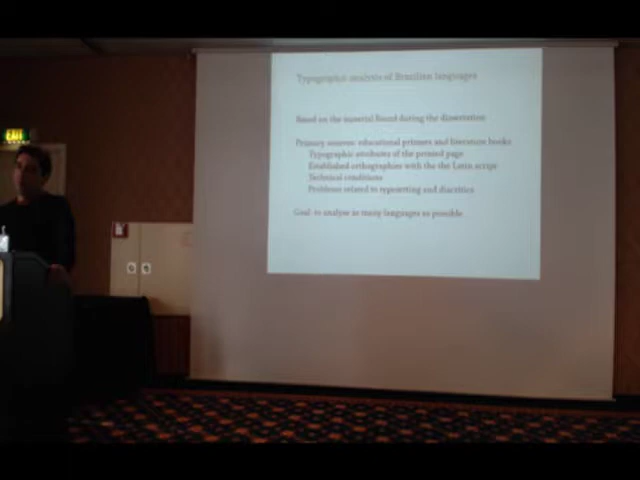 EXIT
Typographic analysis of Brazilian languages
Based on the material found during the dissertation
Primary sources: educational primers and literature books
Typographic attributes of the printed page
Established orthographies with the the Latin script
Technical conditions
Problems related to typesetting and diacritics
Goal: to analyse as many languages as possible